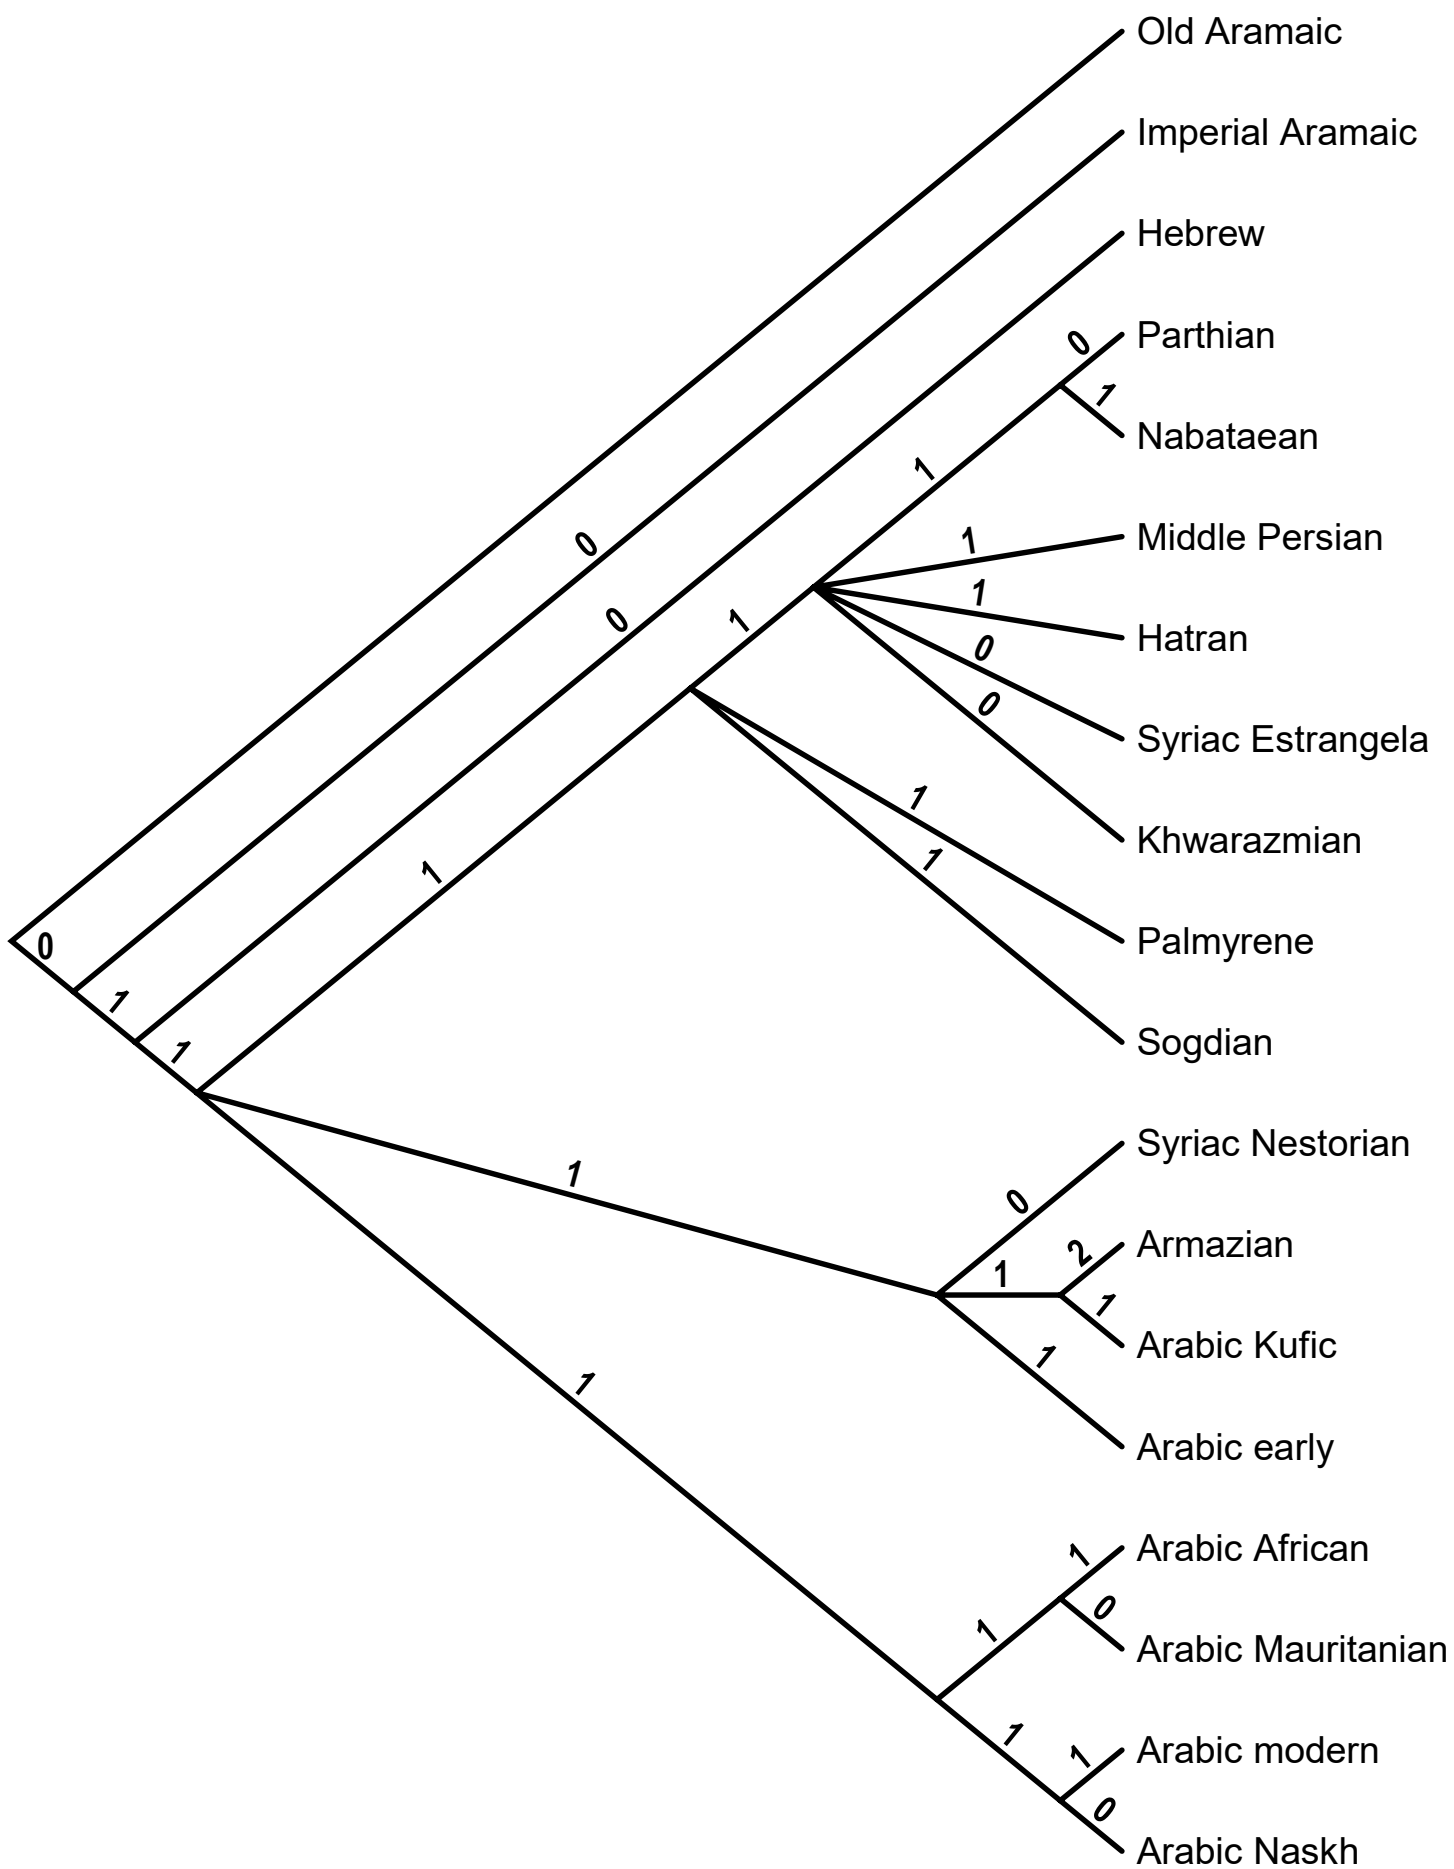 Old Aramaic
Imperial Aramaic
Hebrew
0
Parthian
1
Nabataean
1
1
Middle Persian
0
1
Hatran
0
1
0
Syriac Estrangela
0
1
Khwarazmian
1
1
Palmyrene
0
1
Sogdian
1
Syriac Nestorian
1
0
2
Armazian
1
1
Arabic Kufic
1
1
Arabic early
1
Arabic African
1
0
Arabic Mauritanian
1
1
Arabic modern
0
Arabic Naskh